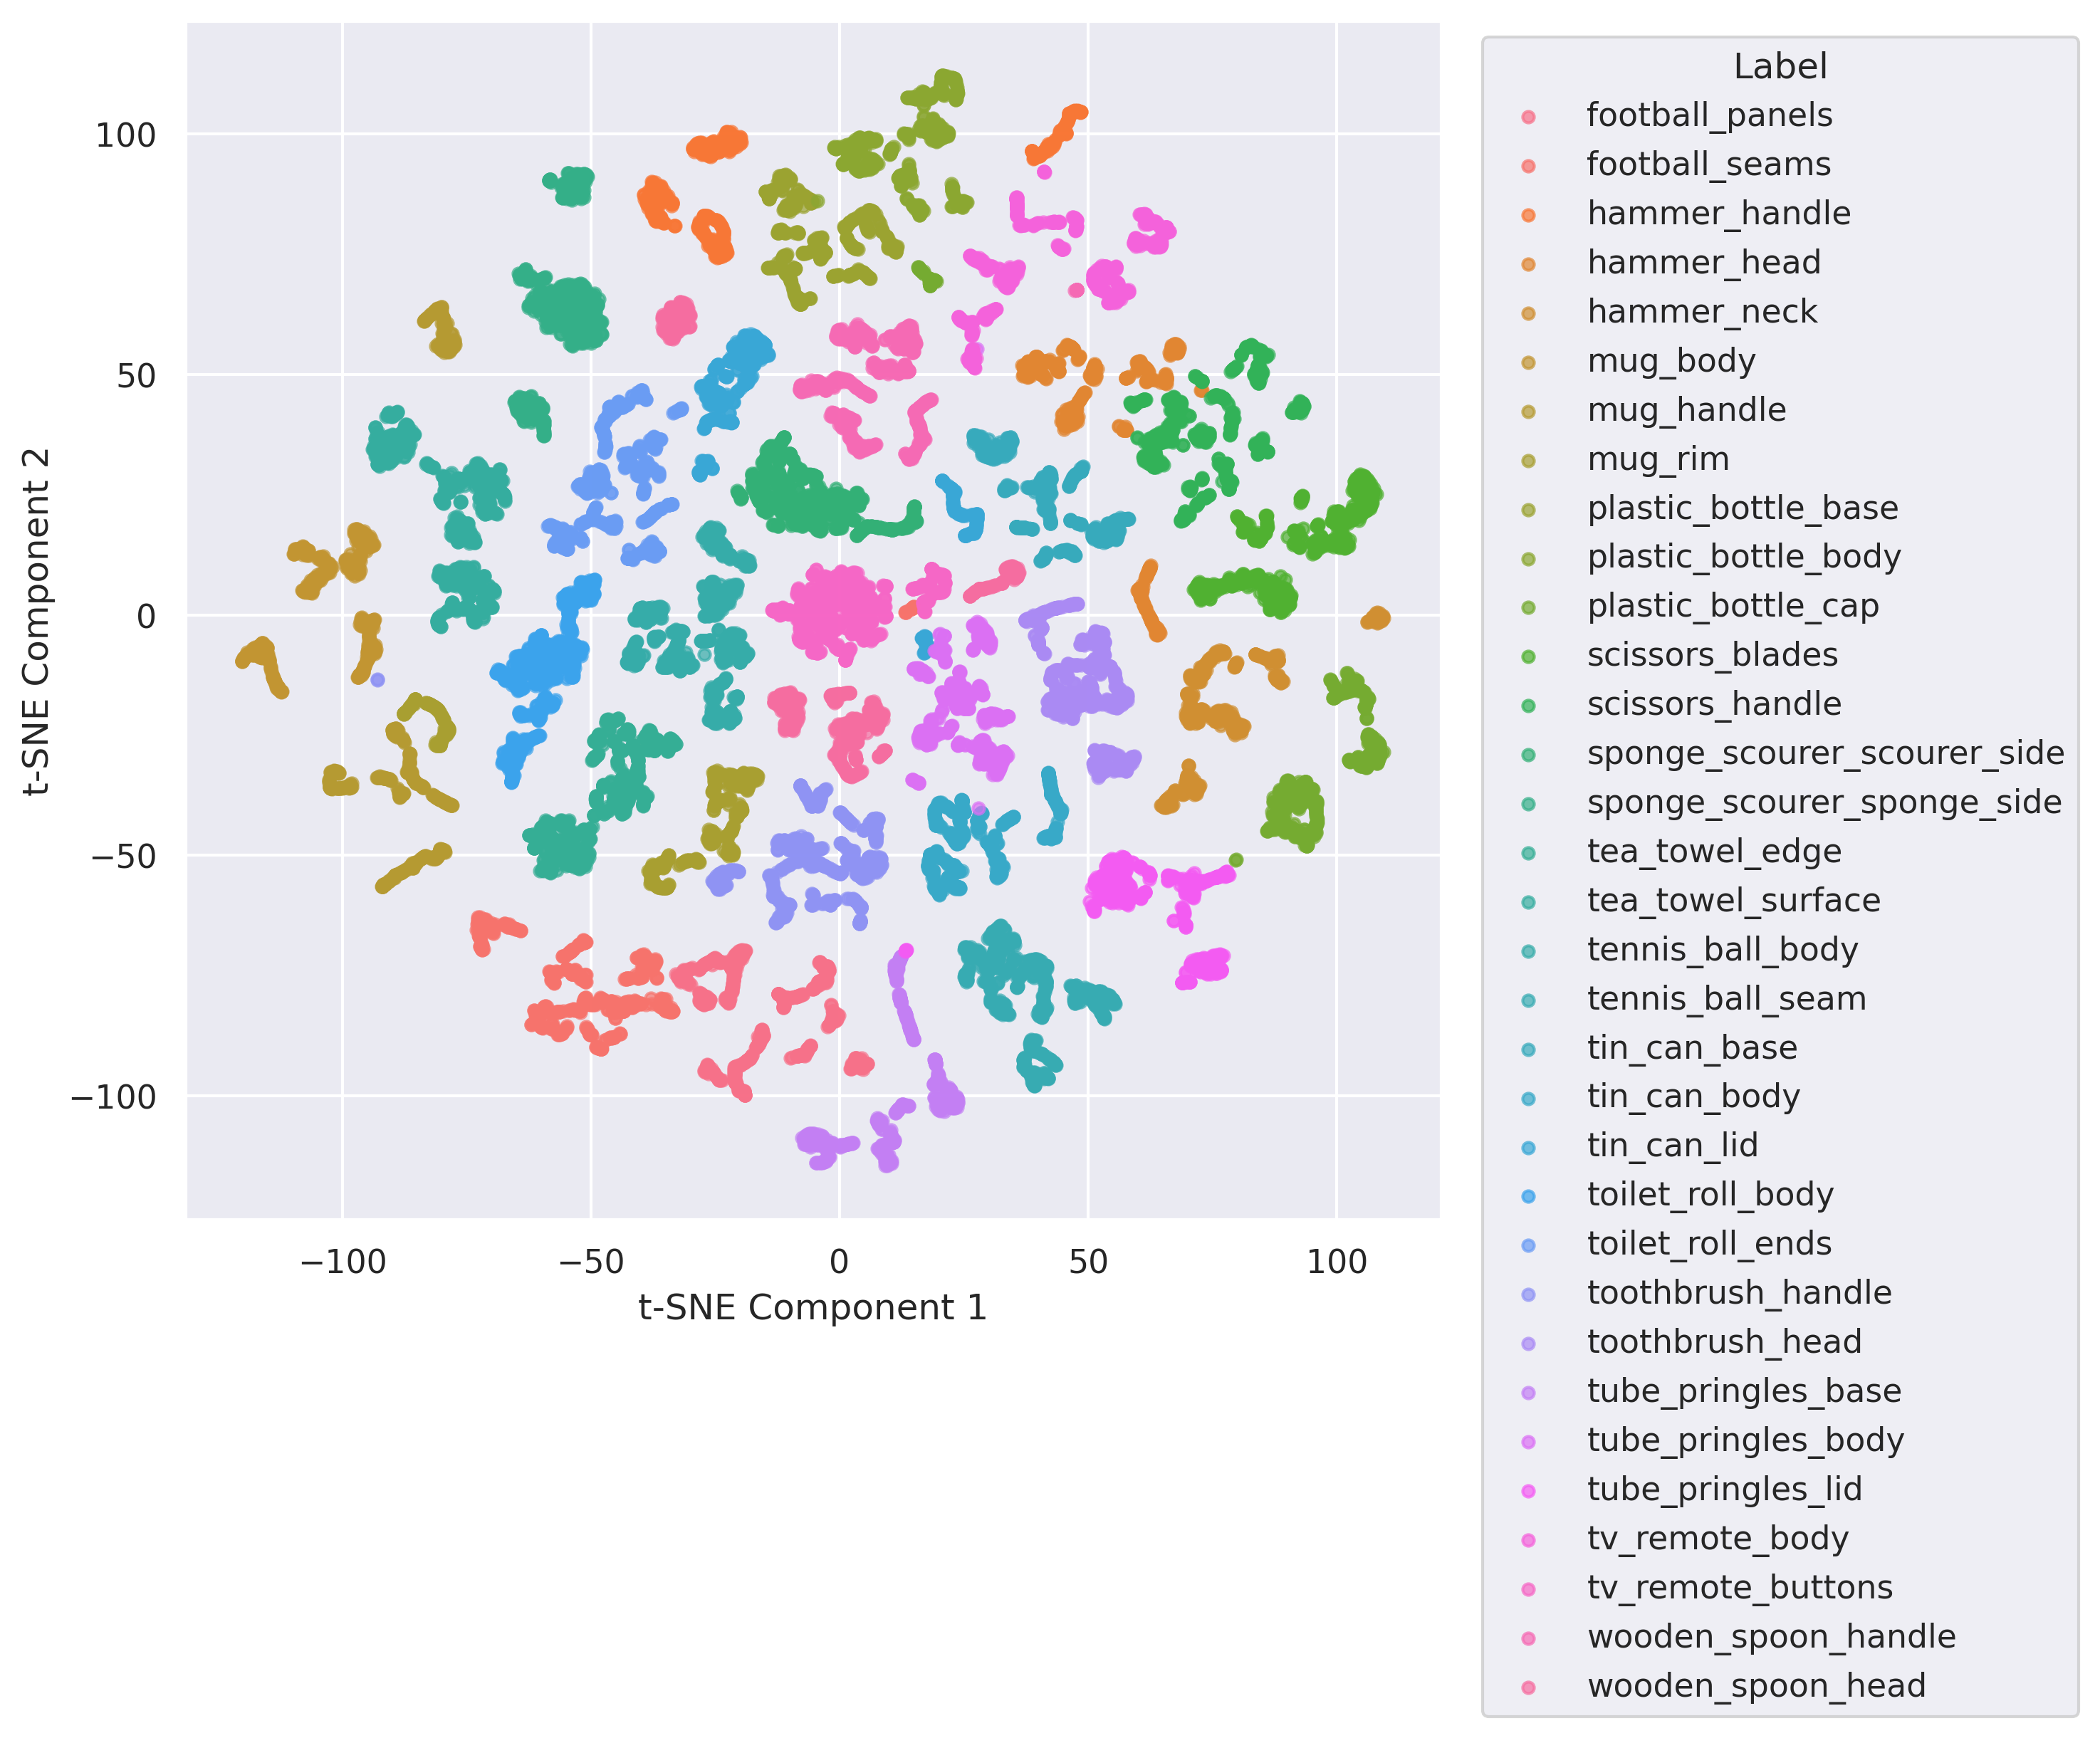 100
50
0
−50
−100
t-SNE Component 2
−100
−50
0
50
100
t-SNE Component 1
Label
football_panels
football_seams
hammer_handle
hammer_head
hammer_neck
mug_body
mug_handle
mug_rim
plastic_bottle_base
plastic_bottle_body
plastic_bottle_cap
scissors_blades
scissors_handle
sponge_scourer_scourer_side
sponge_scourer_sponge_side
tea_towel_edge
tea_towel_surface
tennis_ball_body
tennis_ball_seam
tin_can_base
tin_can_body
tin_can_lid
toilet_roll_body
toilet_roll_ends
toothbrush_handle
toothbrush_head
tube_pringles_base
tube_pringles_body
tube_pringles_lid
tv_remote_body
tv_remote_buttons
wooden_spoon_handle
wooden_spoon_head